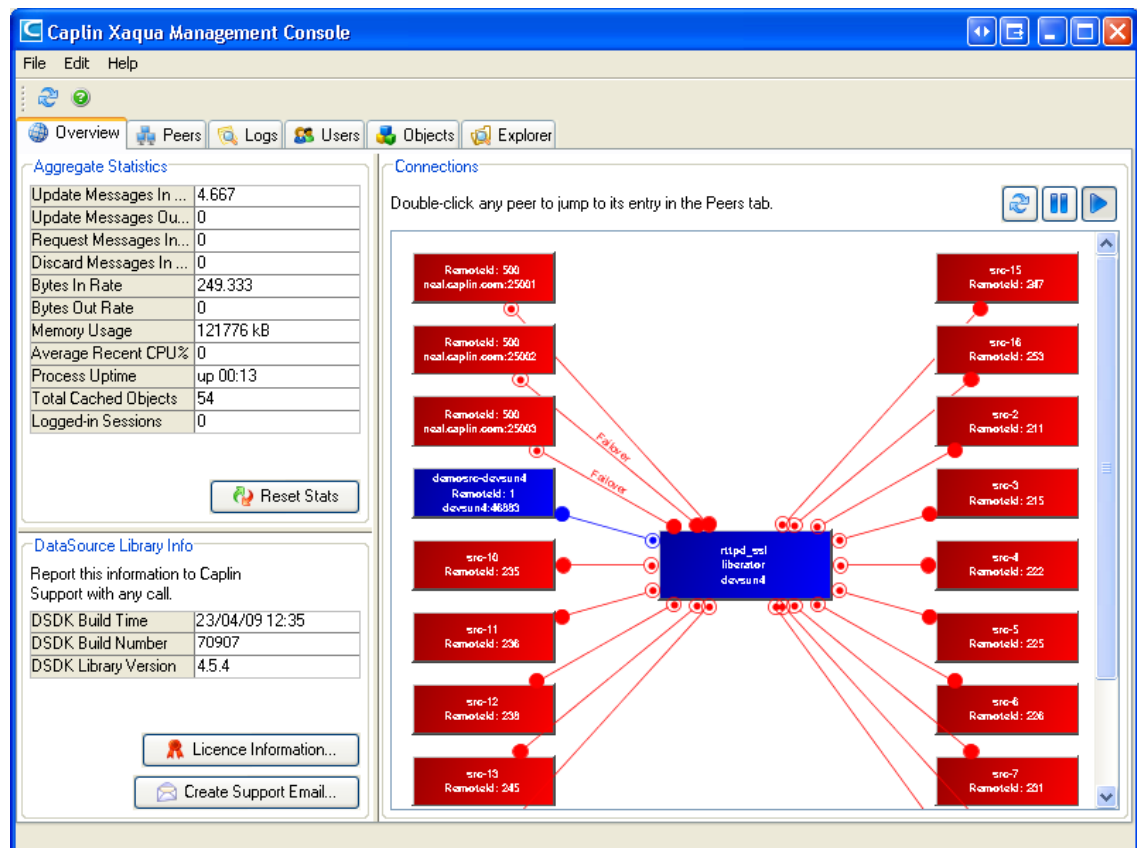 Caplin Xaqua Management Console
File Edit Help
Overview Peers Logs Users Objects Explorer
Aggregate Statistics
Update Messages In ... 4.667
Update Messages Ou... 0
Request Messages In... 0
Discard Messages In ... 0
Bytes In Rate 249.333
Bytes Out Rate 0
Memory Usage 121776 kB
Average Recent CPU% 0
Process Uptime up 00:13
Total Cached Objects 54
Logged-in Sessions 0
Reset Stats
DataSource Library Info
Report this information to Caplin
Support with any call.
DSDK Build Time 23/04/09 12:35
DSDK Build Number 70907
DSDK Library Version 4.5.4
Licence Information...
Create Support Email...
Connections
Double-click any peer to jump to its entry in the Peers tab.
RemoteId: 500
neal.caplin.com:25001
RemoteId: 500
neal.caplin.com:25002
RemoteId: 500
neal.caplin.com:25003
Failover
Failover
demosrc-devsun4
RemoteId: 1
devsun4:46883
src-10
RemoteId: 235
src-11
RemoteId: 236
src-12
RemoteId: 238
src-13
RemoteId: 245
rttpd_ssl
liberator
devsun4
src-15
RemoteId: 247
src-16
RemoteId: 253
src-2
RemoteId: 211
src-3
RemoteId: 215
src-4
RemoteId: 222
src-5
RemoteId: 225
src-6
RemoteId: 226
src-7
RemoteId: 231